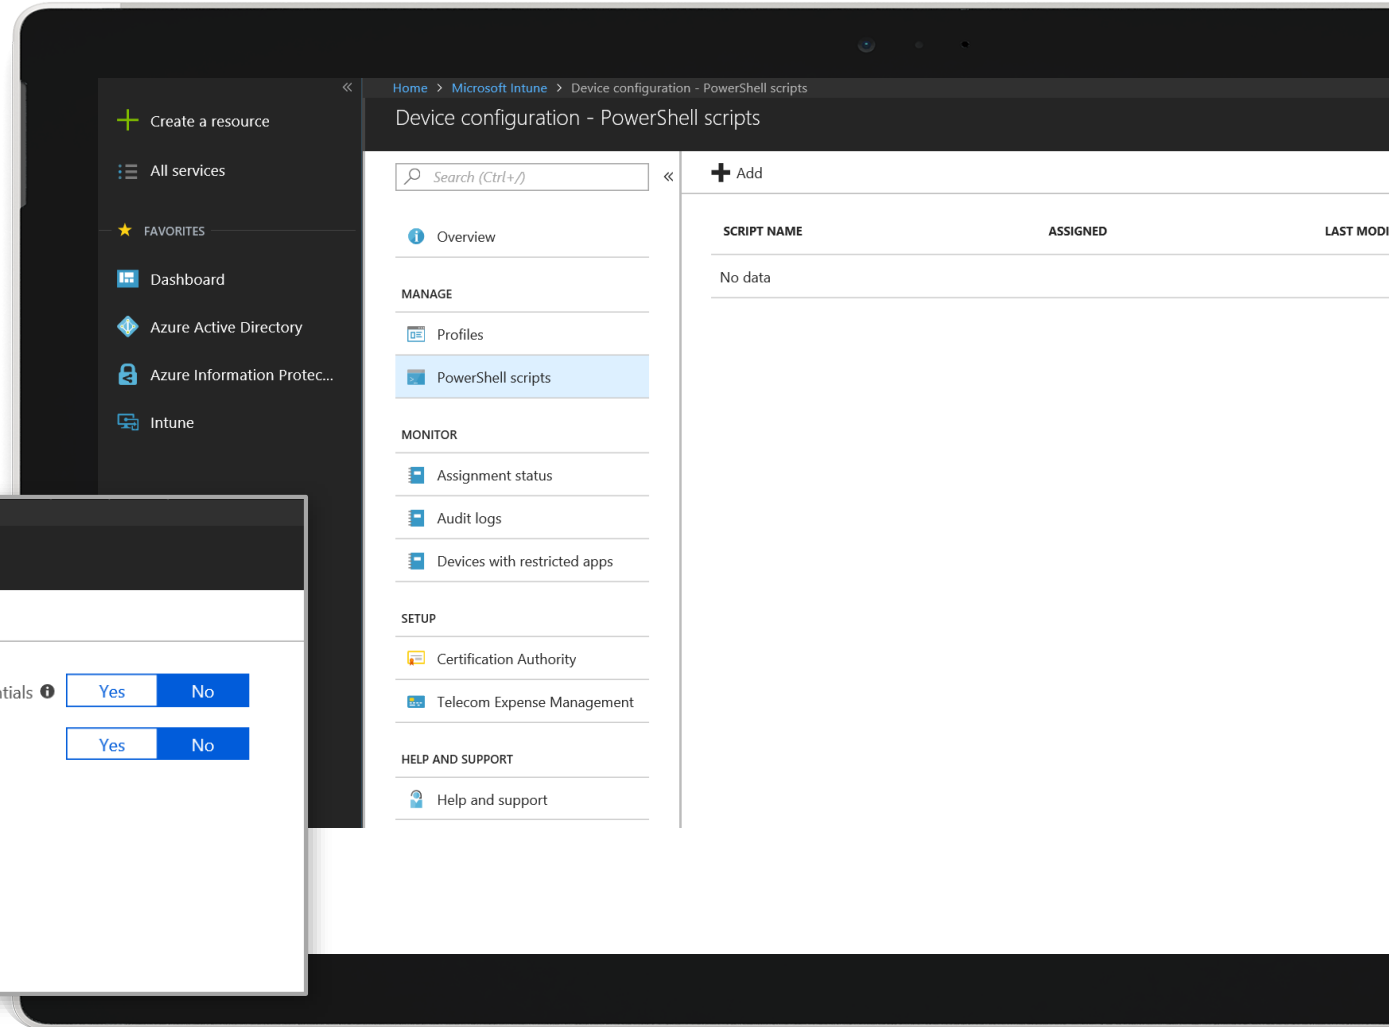 Home > Microsoft Intune > Device configuration - PowerShell scripts
Device configuration - PowerShell scripts
Create a resource
All services
FAVORITES
Dashboard
Azure Active Directory
Azure Information Protec...
Intune
Search (Ctrl+/)
Overview
MANAGE
Profiles
PowerShell scripts
MONITOR
Assignment status
Audit logs
Devices with restricted apps
SETUP
Certification Authority
Telecom Expense Management
HELP AND SUPPORT
Help and support
Add
SCRIPT NAME ASSIGNED LAST MODI
No data
ntials Yes No
Yes No